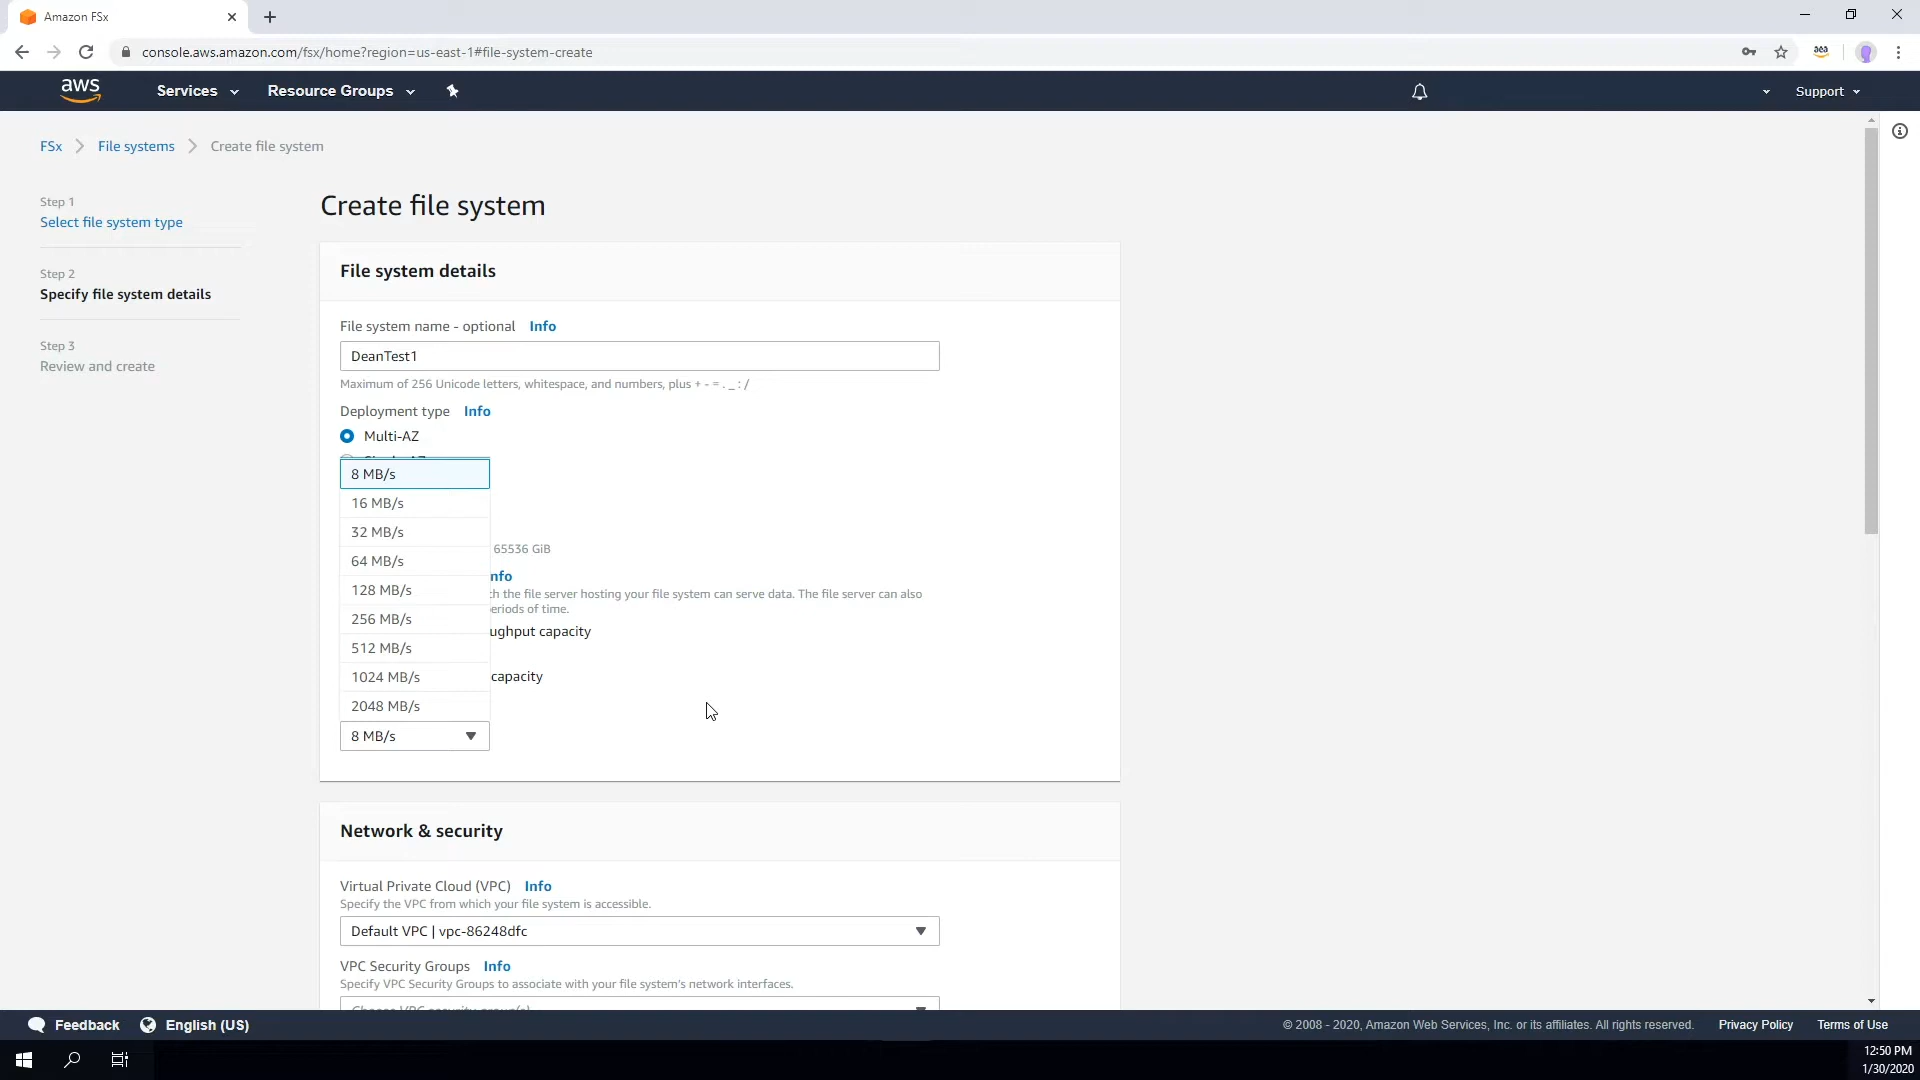 Amazon FSx
console.aws.amazon.com/fsx/home?region=us-east-1#file-system-create
aws
Services
Resource Groups
Support
FSx
File systems
Create file system
Step 1
Select file system type
Step 2
Specify file system details
Step 3
Review and create
Create file system
File system details
File system name - optional Info
DeanTest1
Maximum of 256 Unicode letters, whitespace, and numbers, plus + - = . _ : /
Deployment type Info
Multi-AZ
8 MB/s
16 MB/s
32 MB/s
65536 GiB
64 MB/s
nfo
128 MB/s
the file server hosting your file system can serve data. The file server can also
eriods of time.
256 MB/s
ughput capacity
512 MB/s
1024 MB/s
capacity
2048 MB/s
8 MB/s
Network & security
Virtual Private Cloud (VPC) Info
Specify the VPC from which your file system is accessible.
Default VPC | vpc-86248dfc
VPC Security Groups Info
Specify VPC Security Groups to associate with your file system's network interfaces.
Feedback
English (US)
© 2008 - 2020, Amazon Web Services, Inc. or its affiliates. All rights reserved.
Privacy Policy
Terms of Use
12:50 PM
1/30/2020